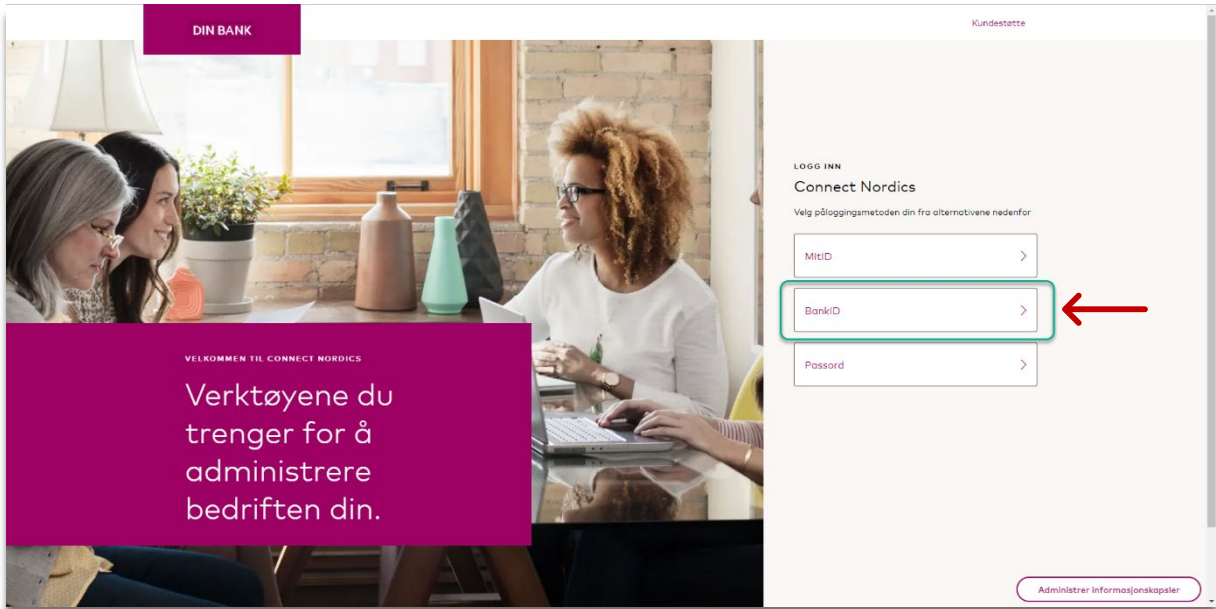 DIN BANK
Kundestøtte
LOGG INN
Connect Nordics
Velg påloggingsmetoden din fra alternativene nedenfor
MitID
BankID
Passord
VELKOMMEN TIL CONNECT NORDICS
Verktøyene du
trenger for å
administrere
bedriften din.
Administrer informasjonskapsler